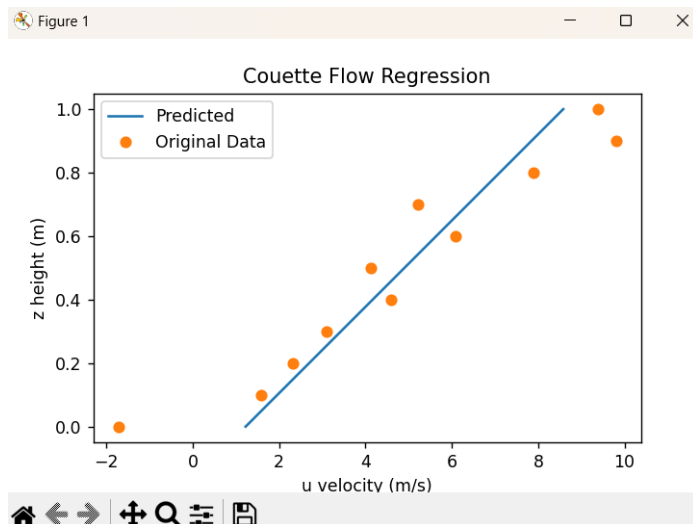 Figure 1
Couette Flow Regression
Predicted
Original Data
1.0
0.8
0.6
0.4
0.2
0.0
z height (m)
−2 0 2 4 6 8 10
u velocity (m/s)